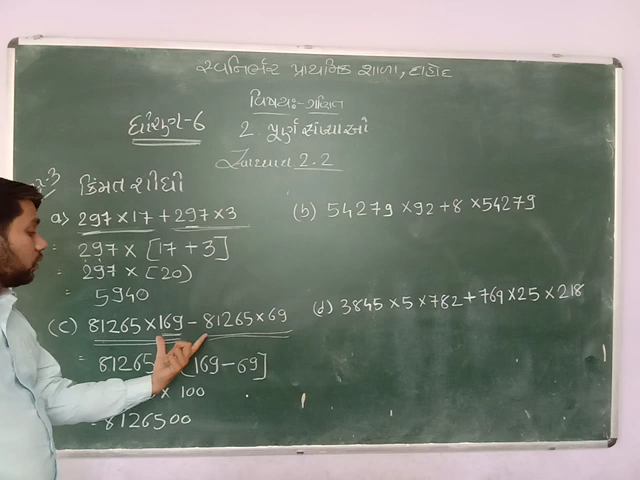 સ્વનિર્ભર પ્રાથમિક શાળા, દાહોદ
વિષય:- ગણિત
ધોરણ-6
2. પૂર્ણ સંખ્યાઓ
સ્વાધ્યાય 2.2
2.3 કિંમત શોધો
a) 297 × 17 + 297 × 3
= 297 × [17 + 3]
= 297 × [20)
= 5940
(b) 54279 × 92 + 8 × 54279
(c) 81265 × 169 - 81265 × 69
= 81265 [169 - 69]
× 100
= 8126500
(d) 3845 × 5 × 782 + 769 × 25 × 218